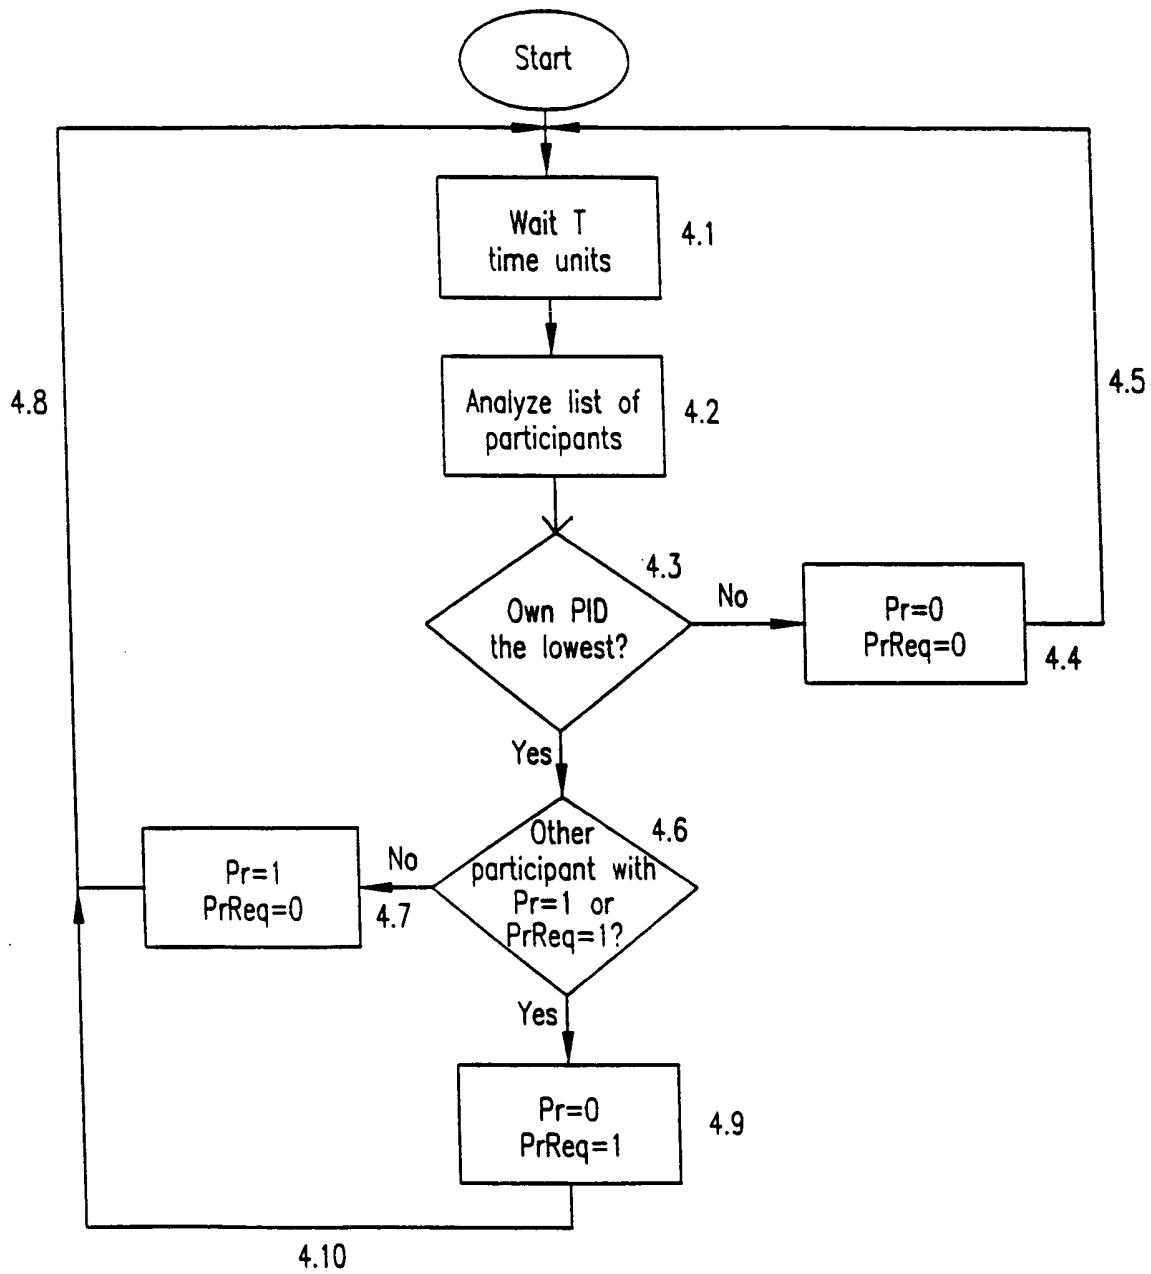 Start
Wait T
time units
4.1
Analyze list of
participants
4.2
4.8
4.5
4.3
Own PID
the lowest?
No
Pr=0
PrReq=0
4.4
Yes
4.6
Other
participant with
Pr=1 or
PrReq=1?
No
4.7
Pr=1
PrReq=0
Yes
Pr=0
PrReq=1
4.9
4.10